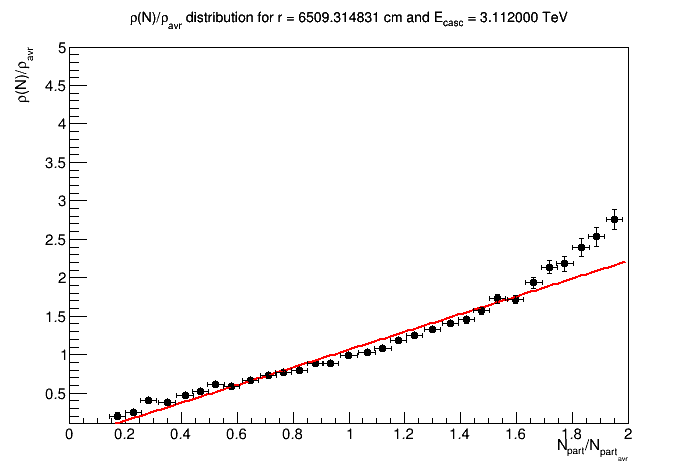 ρ(N)/ρavr distribution for r = 6509.314831 cm and Ecasc = 3.112000 TeV
ρ(N)/ρavr
5
4.5
4
3.5
3
2.5
2
1.5
1
0.5
0 0.2 0.4 0.6 0.8 1 1.2 1.4 1.6 1.8 2
Npart/Npartavr